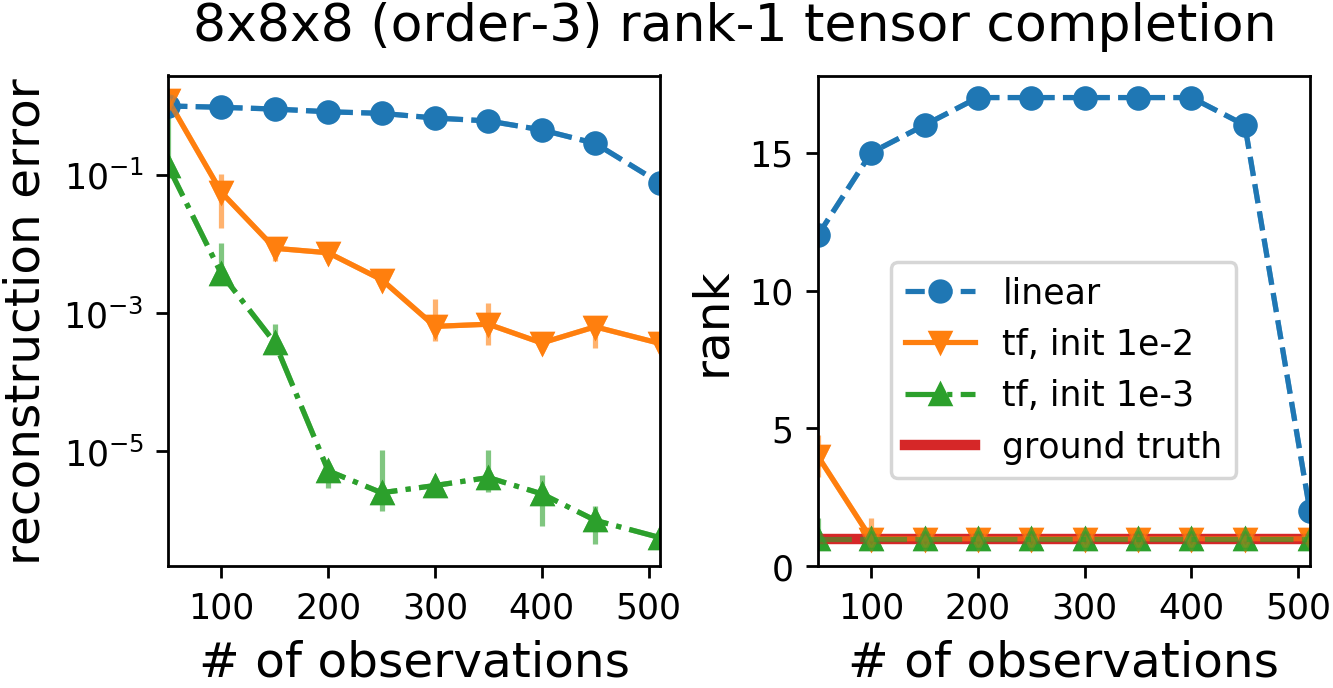 8x8x8 (order-3) rank-1 tensor completion
reconstruction error
10⁻¹
10⁻³
10⁻⁵
100 200 300 400 500
# of observations
rank
15
10
5
0
linear
tf, init 1e-2
tf, init 1e-3
ground truth
100 200 300 400 500
# of observations